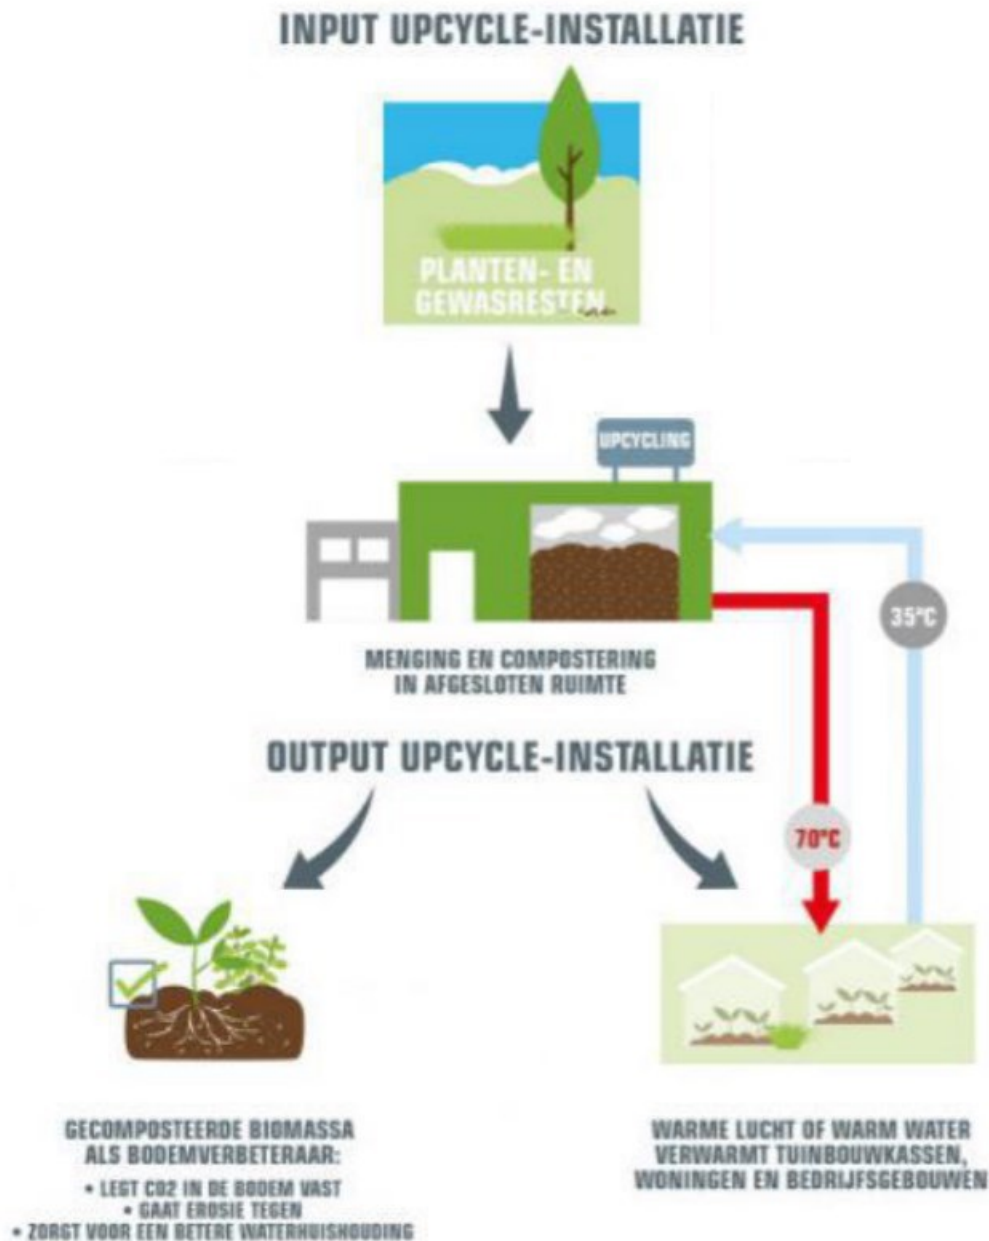 INPUT UPCYCLE-INSTALLATIE
PLANTEN- EN
GEWASRESTEN
UPCYCLING
35°C
MENGING EN COMPOSTERING
IN AFGESLOTEN RUIMTE
OUTPUT UPCYCLE-INSTALLATIE
70°C
GECOMPOSTEERDE BIOMASSA
ALS BODEMVERBETERAAR:
• LEGT CO2 IN DE BODEM VAST
• GAAT EROSIE TEGEN
• ZORGT VOOR EEN BETERE WATERHUISHOUDING
WARME LUCHT OF WARM WATER
VERWARMT TUINBOUWKASSEN,
WONINGEN EN BEDRIJFSGEBOUWEN